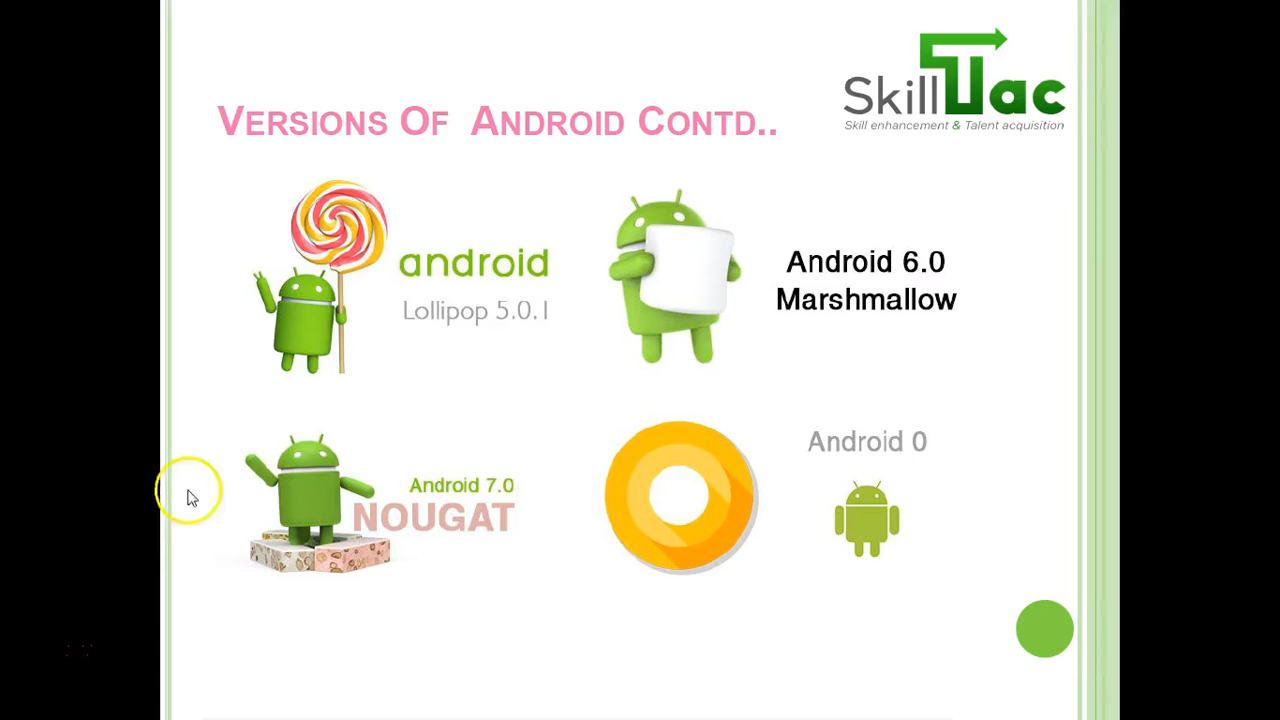 Skill Tac
Skill enhancement & Talent acquisition
VERSIONS OF ANDROID CONTD..
android
Lollipop 5.0.1
Android 6.0
Marshmallow
Android 7.0
NOUGAT
Android O